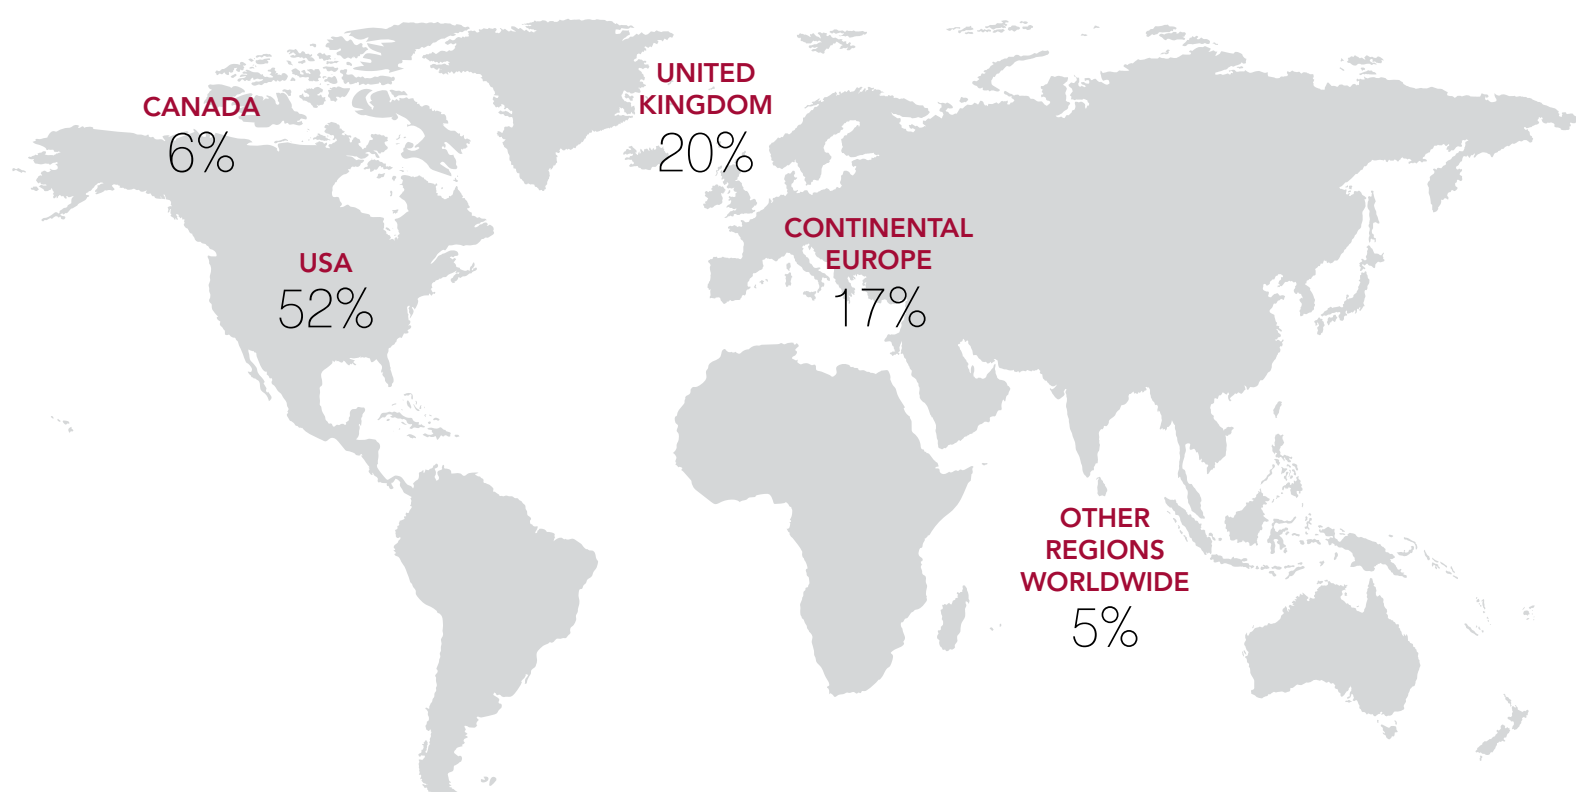 UNITED
KINGDOM
20%
CANADA
6%
CONTINENTAL
EUROPE
17%
USA
52%
OTHER
REGIONS
WORLDWIDE
5%